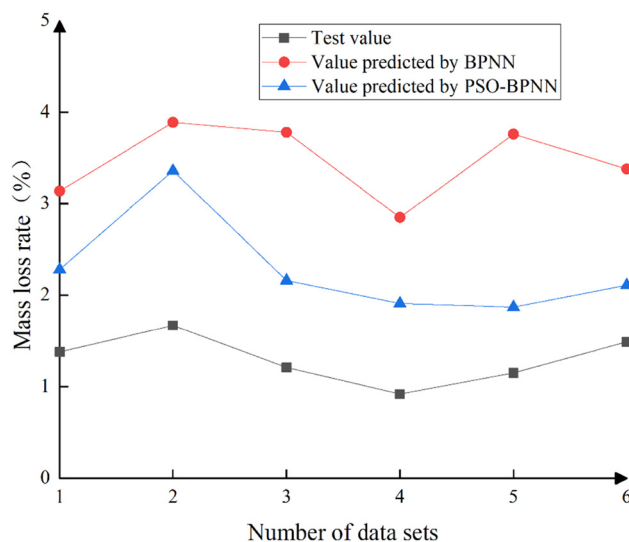 5
4
3
2
1
0
Mass loss rate (%)
Test value
Value predicted by BPNN
Value predicted by PSO-BPNN
1 2 3 4 5 6
Number of data sets